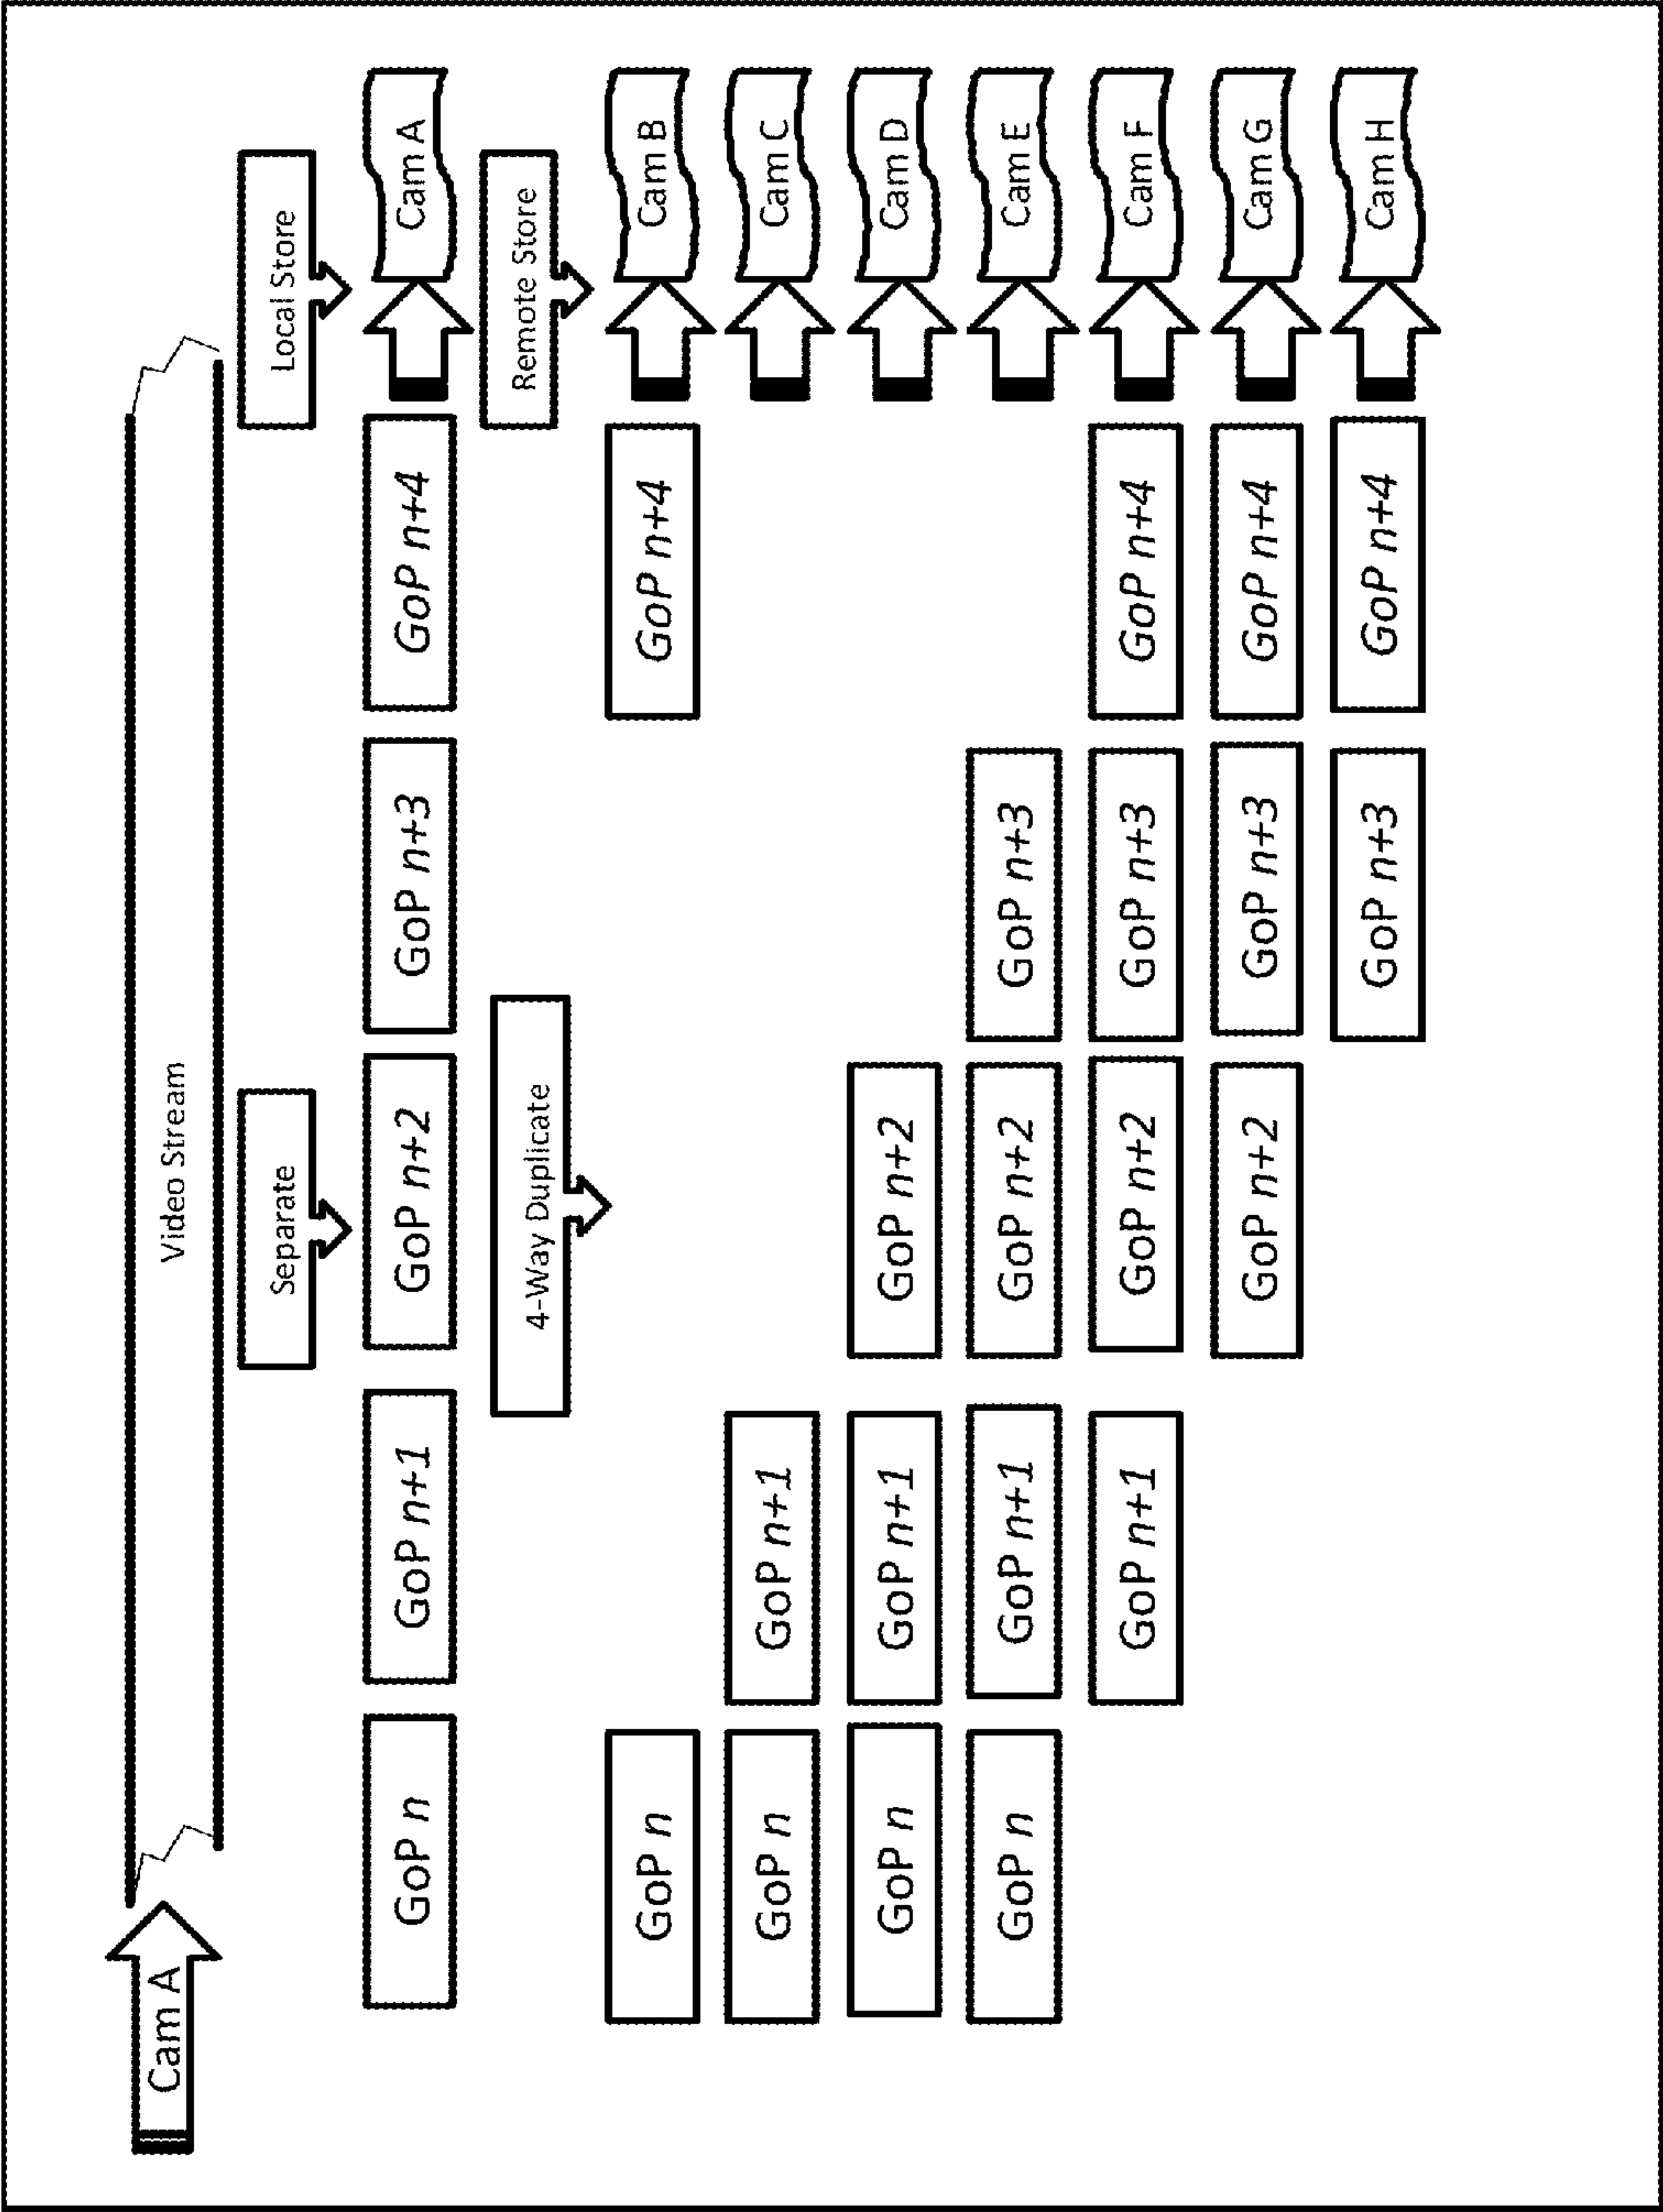 Cam A
Video Stream
Separate
Local Store
GoP n
GoP n+1
GoP n+2
GoP n+3
GoP n+4
Cam A
4-Way Duplicate
Remote Store
GoP n
GoP n+4
Cam B
GoP n
GoP n+1
Cam C
GoP n
GoP n+1
GoP n+2
Cam D
GoP n
GoP n+1
GoP n+2
GoP n+3
Cam E
GoP n+1
GoP n+2
GoP n+3
GoP n+4
Cam F
GoP n+2
GoP n+3
GoP n+4
Cam G
GoP n+3
GoP n+4
Cam H